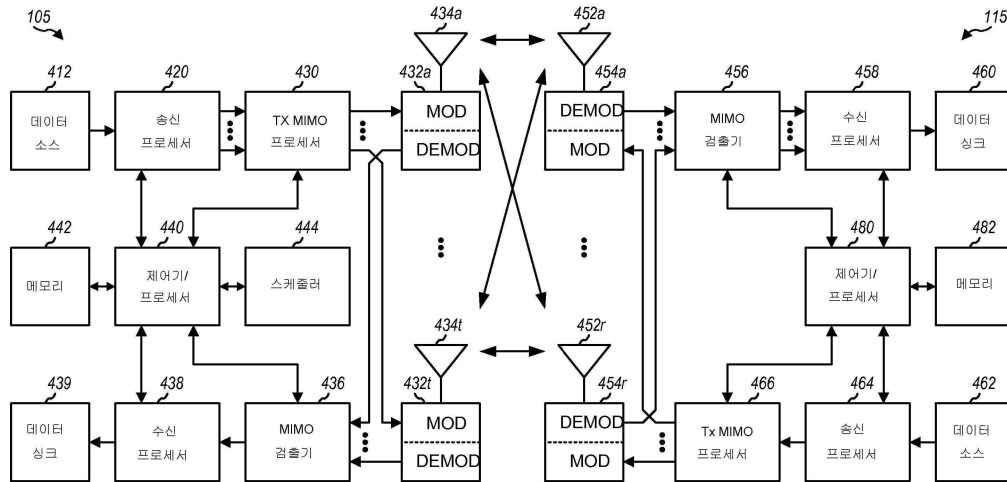 105
434a
452a
115
412
420
430
432a
454a
456
458
460
데이터
소스
송신
프로세서
TX MIMO
프로세서
MOD
DEMOD
DEMOD
MOD
MIMO
검출기
수신
프로세서
데이터
싱크
442
440
444
480
482
메모리
제어기/
프로세서
스케줄러
제어기/
프로세서
메모리
434t
452r
439
438
436
432t
454r
466
464
462
데이터
싱크
수신
프로세서
MIMO
검출기
MOD
DEMOD
DEMOD
MOD
Tx MIMO
프로세서
송신
프로세서
데이터
소스